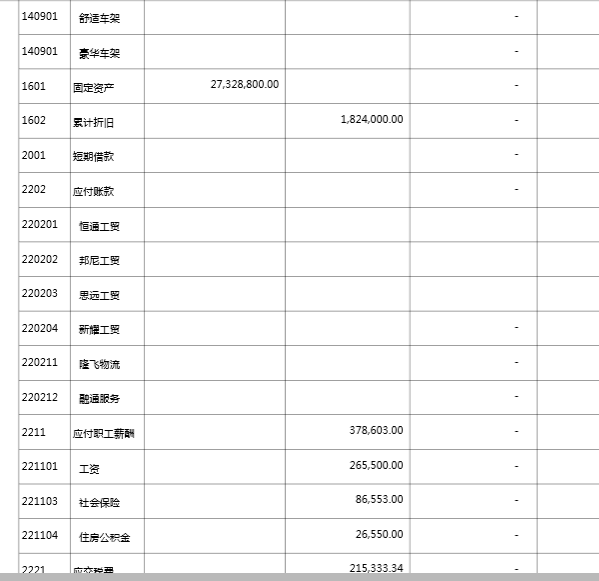 140901 舒适车架 -
140901 豪华车架 -
1601 固定资产 27,328,800.00 -
1602 累计折旧 1,824,000.00 -
2001 短期借款 -
2202 应付账款 -
220201 恒通工贸
220202 邦尼工贸
220203 思远工贸
220204 新耀工贸 -
220211 隆飞物流 -
220212 融通服务 -
2211 应付职工薪酬 378,603.00 -
221101 工资 265,500.00 -
221103 社会保险 86,553.00 -
221104 住房公积金 26,550.00 -
2221 应交税费 215,333.34 -